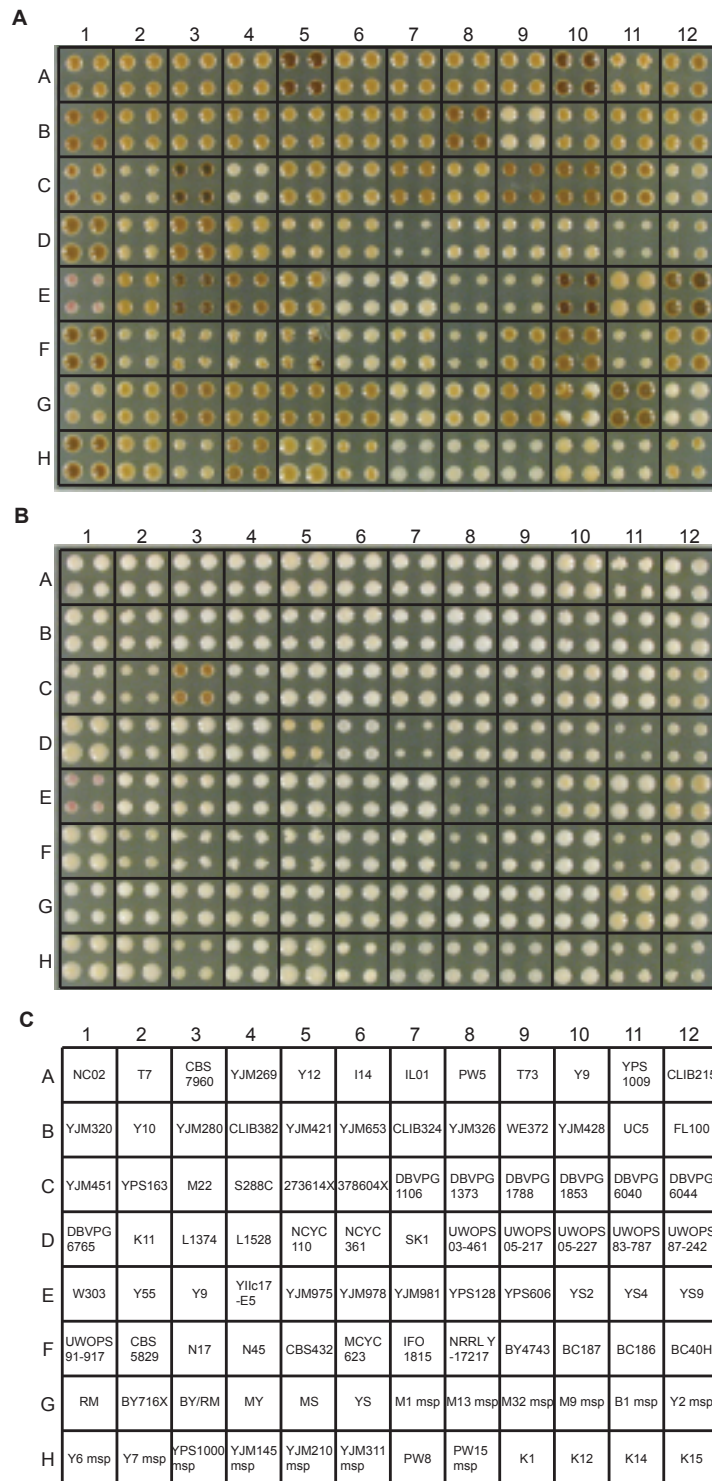 A
1 2 3 4 5 6 7 8 9 10 11 12
A
B
C
D
E
F
G
H
B
1 2 3 4 5 6 7 8 9 10 11 12
A
B
C
D
E
F
G
H
C
1 2 3 4 5 6 7 8 9 10 11 12
A NC02 T7 CBS 7960 YJM269 Y12 I14 IL01 PW5 T73 Y9 YPS 1009 CLIB215
B YJM320 Y10 YJM280 CLIB382 YJM421 YJM653 CLIB324 YJM326 WE372 YJM428 UC5 FL100
C YJM451 YPS163 M22 S288C 273614X 378604X DBVPG 1106 DBVPG 1373 DBVPG 1788 DBVPG 1853 DBVPG 6040 DBVPG 6044
D DBVPG 6765 K11 L1374 L1528 NCYC 110 NCYC 361 SK1 UWOPS 03-461 UWOPS 05-217 UWOPS 05-227 UWOPS 83-787 UWOPS 87-242
E W303 Y55 Y9 YIIc17 -E5 YJM975 YJM978 YJM981 YPS128 YPS606 YS2 YS4 YS9
F UWOPS 91-917 CBS 5829 N17 N45 CBS432 MCYC 623 IFO 1815 NRRL Y -17217 BY4743 BC187 BC186 BC40H
G RM BY716X BY/RM MY MS YS M1 msp M13 msp M32 msp M9 msp B1 msp Y2 msp
H Y6 msp Y7 msp YPS1000 msp YJM145 msp YJM210 msp YJM311 msp PW8 PW15 msp K1 K12 K14 K15